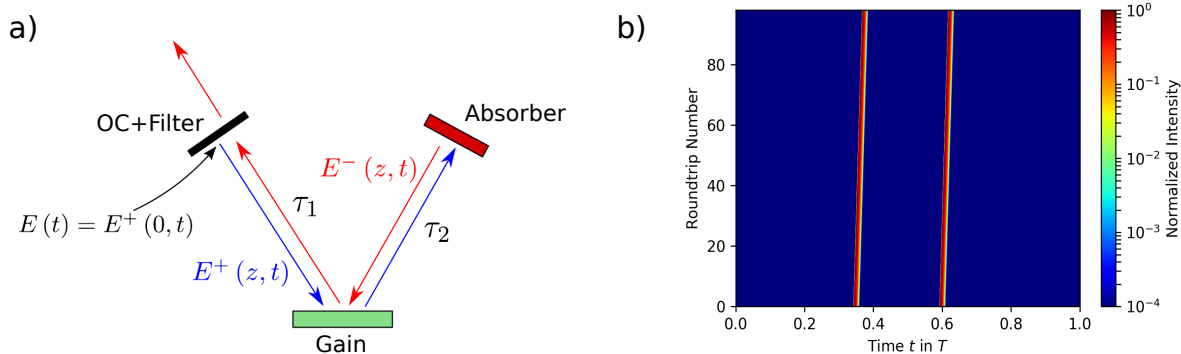 a)
OC+Filter
Absorber
E⁻ (z, t)
τ₁
τ₂
E (t) = E⁺ (0, t)
E⁺ (z, t)
Gain
b)
Roundtrip Number
0
20
40
60
80
0.0
0.2
0.4
0.6
0.8
1.0
Time t in T
10⁰
10⁻¹
10⁻²
10⁻³
10⁻⁴
Normalized Intensity